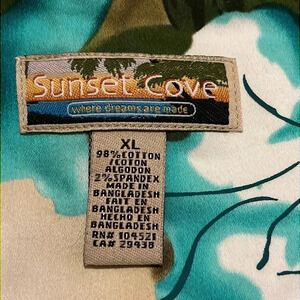 Sunset Cove
where dreams are made
XL
98% COTTON
/COTON
ALGODON
2% SPANDEX
MADE IN
BANGLADESH
FAIT EN
BANGLADESH
HECHO EN
BANGLADESH
RN# 104521
CA# 29438